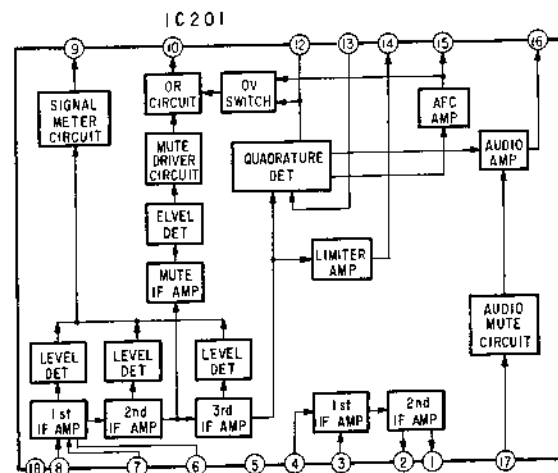 IC201
9 10 12 13 14 15 16
SIGNAL
METER
CIRCUIT
OR
CIRCUIT
OV
SWITCH
AFC
AMP
MUTE
DRIVER
CIRCUIT
QUADRATURE
DET
AUDIO
AMP
ELVEL
DET
LIMITER
AMP
MUTE
IF AMP
AUDIO
MUTE
CIRCUIT
LEVEL
DET
LEVEL
DET
LEVEL
DET
1st
IF AMP
2nd
IF AMP
3rd
IF AMP
1st
IF AMP
2nd
IF AMP
18 8 7 6 5 4 3 2 1 17